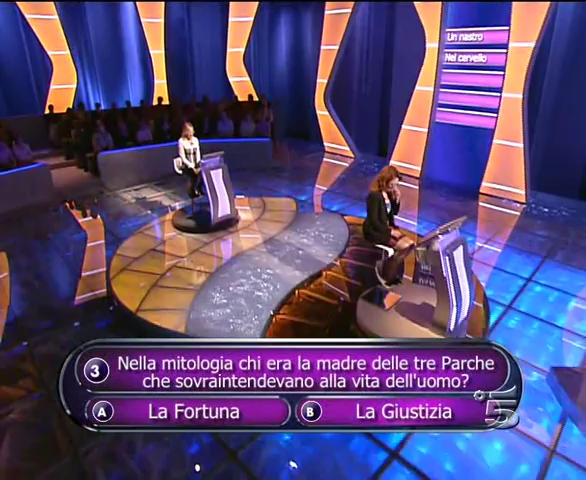 Un nastro
Nel cervello
3
Nella mitologia chi era la madre delle tre Parche
che sovraintendevano alla vita dell'uomo?
A La Fortuna
B La Giustizia
5